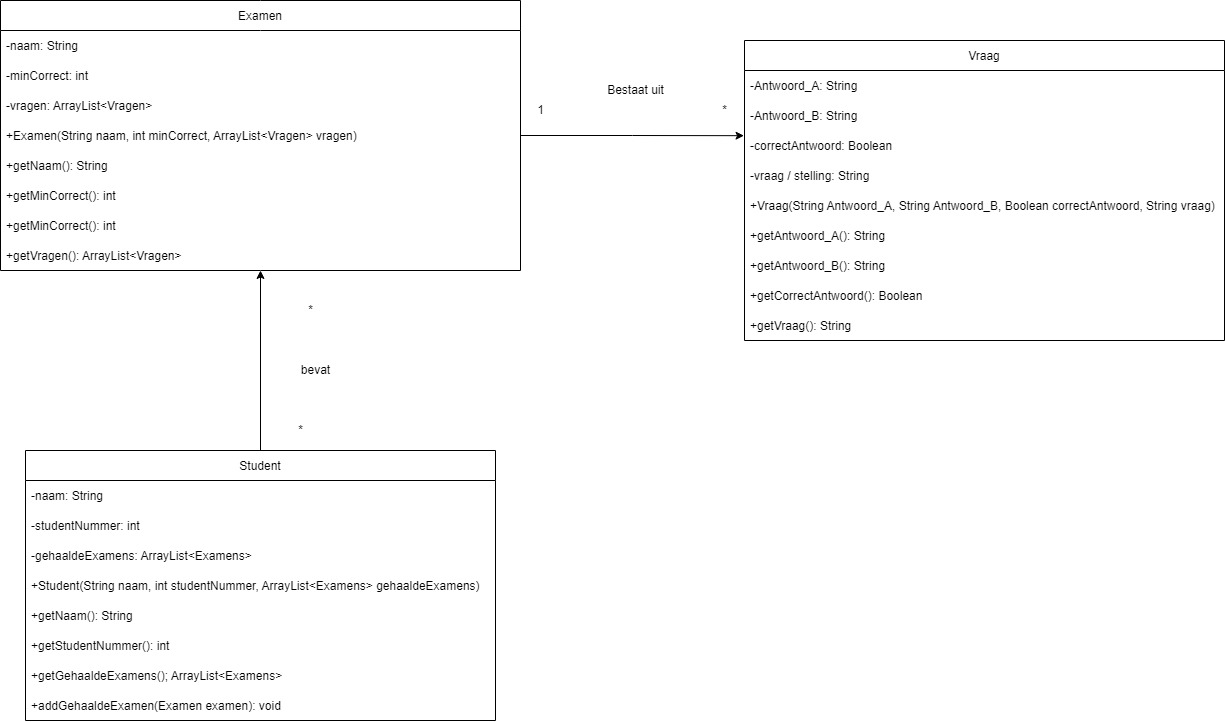 Examen
-naam: String
-minCorrect: int
-vragen: ArrayList<Vragen>
+Examen(String naam, int minCorrect, ArrayList<Vragen> vragen)
+getNaam(): String
+getMinCorrect(): int
+getMinCorrect(): int
+getVragen(): ArrayList<Vragen>
Bestaat uit
1
*
Vraag
-Antwoord_A: String
-Antwoord_B: String
-correctAntwoord: Boolean
-vraag / stelling: String
+Vraag(String Antwoord_A, String Antwoord_B, Boolean correctAntwoord, String vraag)
+getAntwoord_A(): String
+getAntwoord_B(): String
+getCorrectAntwoord(): Boolean
+getVraag(): String
*
bevat
*
Student
-naam: String
-studentNummer: int
-gehaaldeExamens: ArrayList<Examens>
+Student(String naam, int studentNummer, ArrayList<Examens> gehaaldeExamens)
+getNaam(): String
+getStudentNummer(): int
+getGehaaldeExamens(); ArrayList<Examens>
+addGehaaldeExamen(Examen examen): void